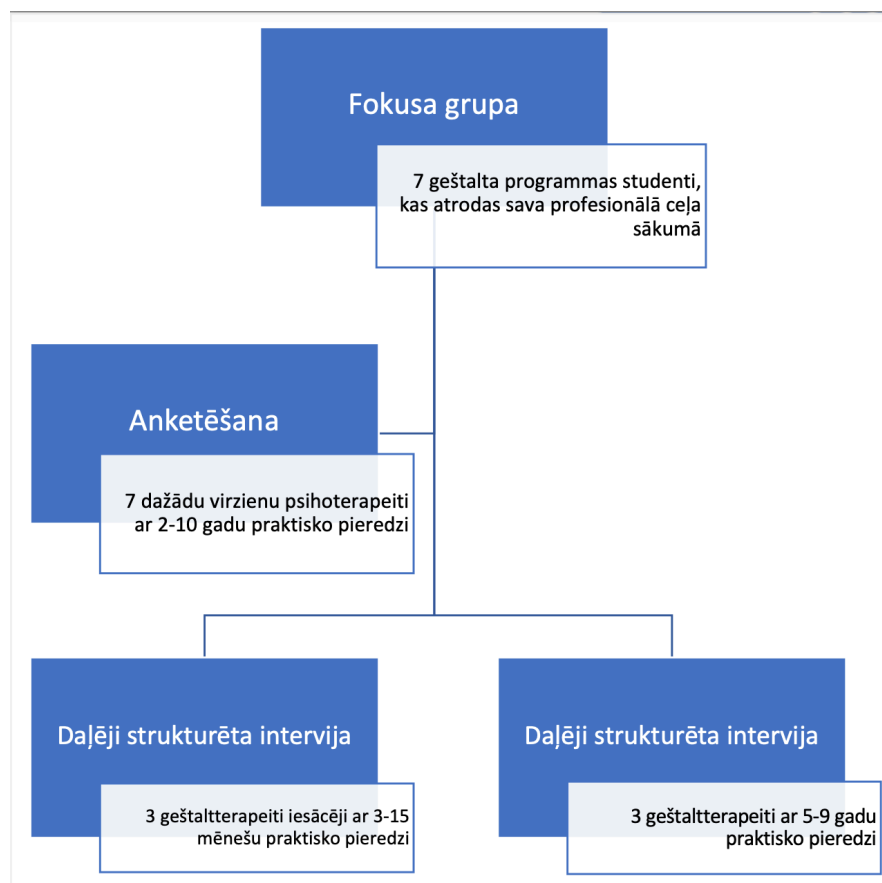 Fokusa grupa
7 geštalta programmas studenti,
kas atrodas sava profesionālā ceļa
sākumā
Anketēšana
7 dažādu virzienu psihoterapeiti
ar 2-10 gadu praktisko pieredzi
Daļēji strukturēta intervija
3 geštaltterapeiti iesācēji ar 3-15
mēnešu praktisko pieredzi
Daļēji strukturēta intervija
3 geštaltterapeiti ar 5-9 gadu
praktisko pieredzi